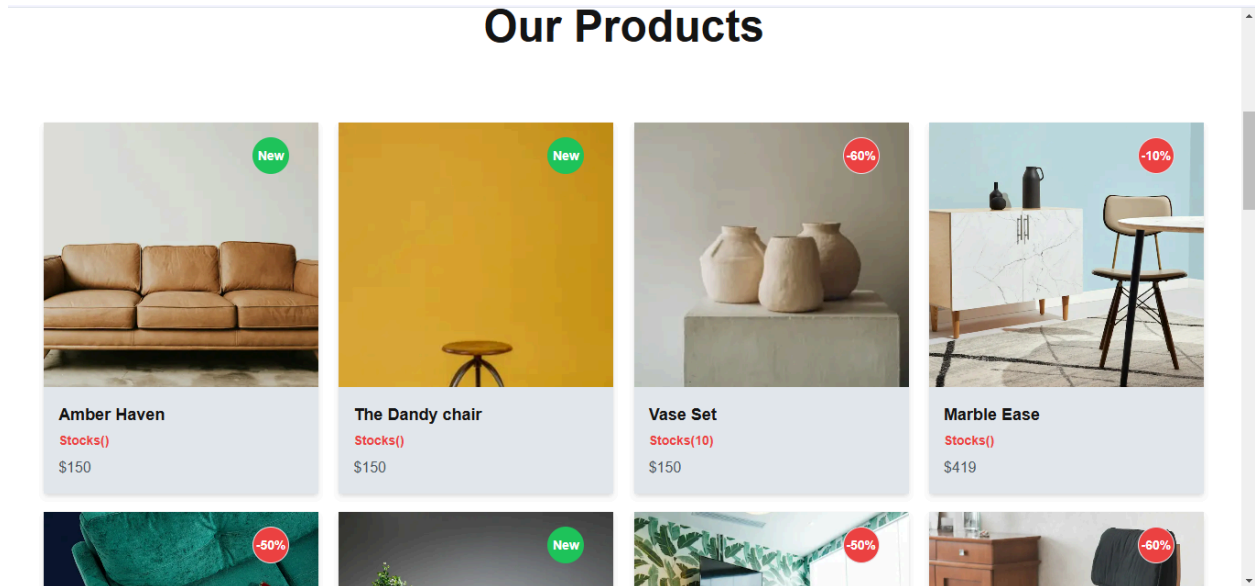 Our Products
New
New
-60%
-10%
Amber Haven
Stocks()
$150
The Dandy chair
Stocks()
$150
Vase Set
Stocks(10)
$150
Marble Ease
Stocks()
$419
-50%
New
-50%
-60%